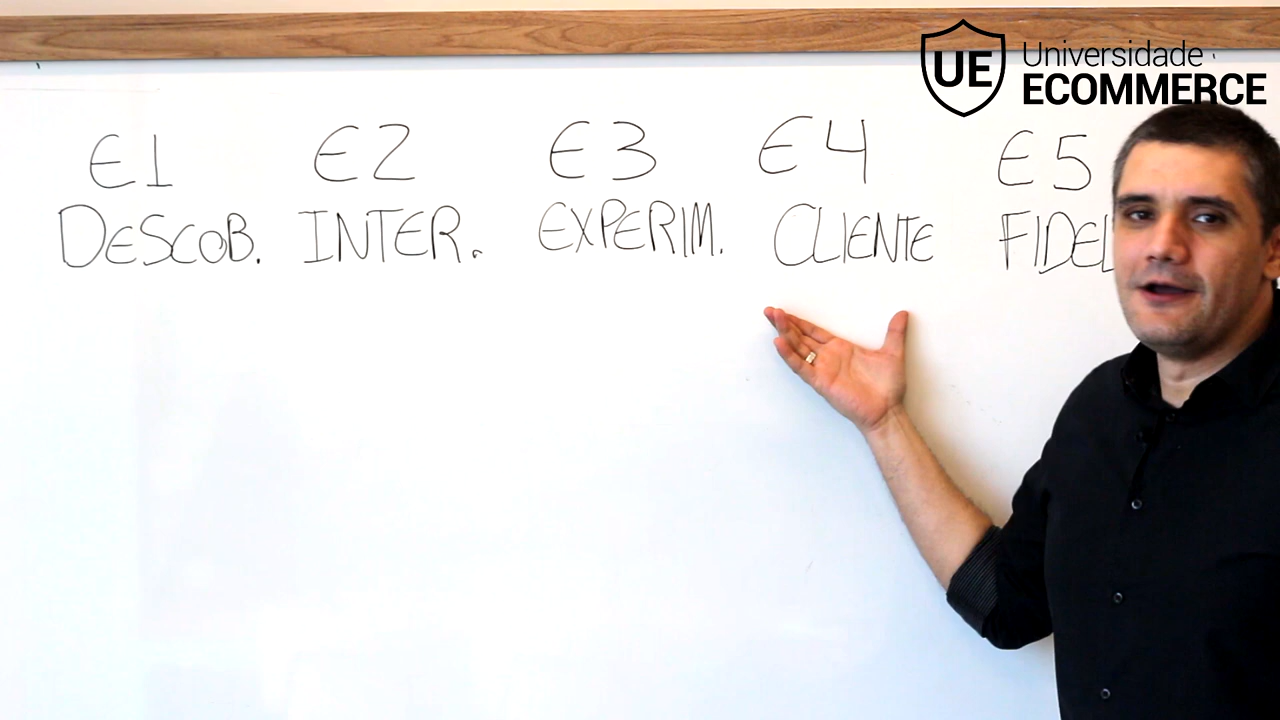 UE Universidade
ECOMMERCE
E1 E2 E3 E4 E5
DESCOB. INTER. EXPERIM. CLIENTE FIDEL